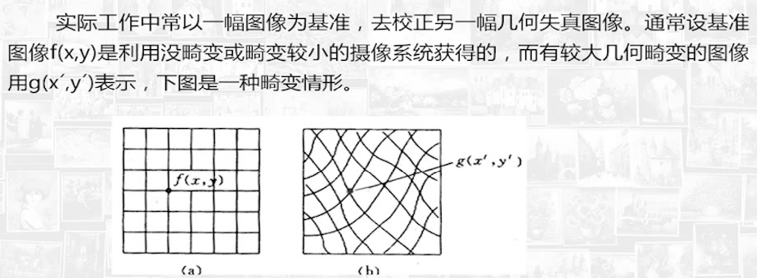 实际工作中常以一幅图像为基准，去校正另一幅几何失真图像。通常设基准
图像f(x,y)是利用没畸变或畸变较小的摄像系统获得的，而有较大几何畸变的图像
用g(x´,y´)表示，下图是一种畸变情形。
f(x,y)
g(x′,y′)
(a)
(b)